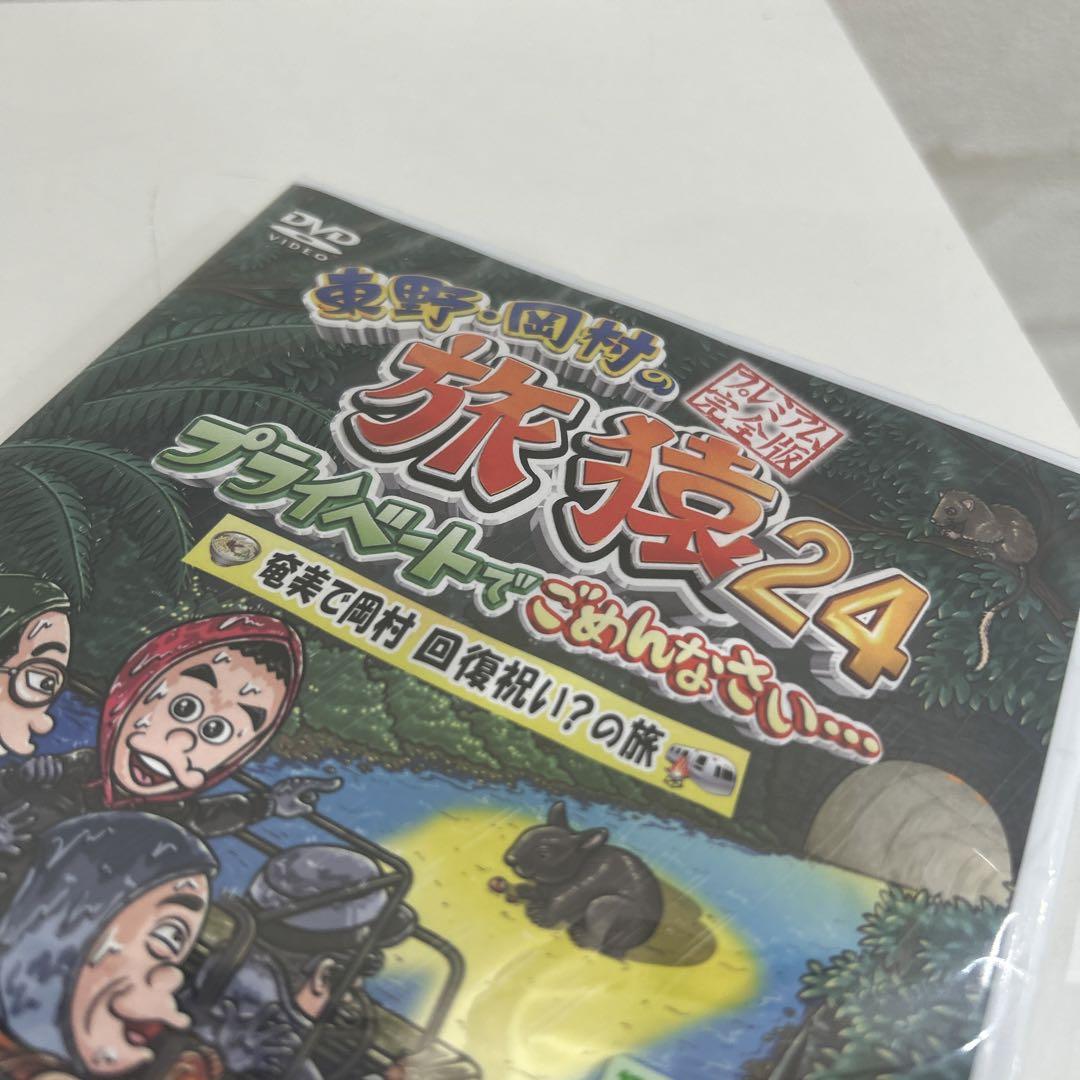 DVD
VIDEO
東野・岡村の
旅猿24
プレミアム
完全版
プライベートでごめんなさい…
奄美で岡村 回復祝い?の旅